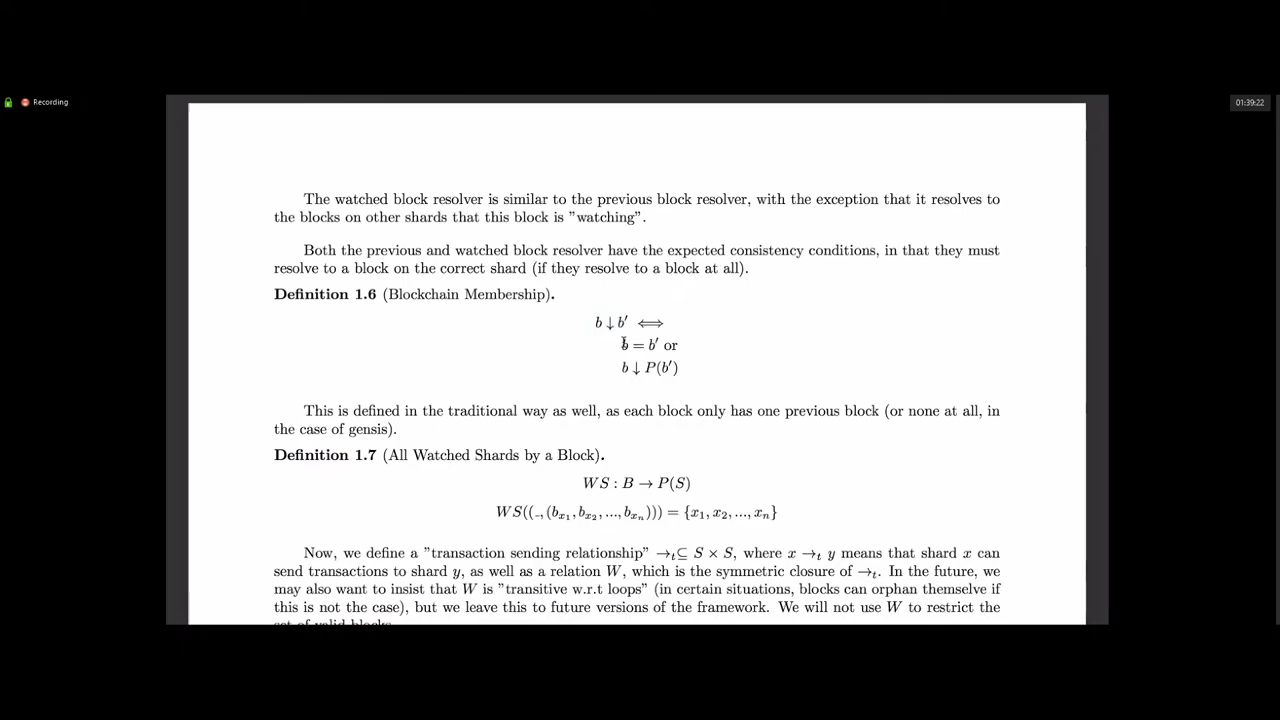 Recording
01:39:22
The watched block resolver is similar to the previous block resolver, with the exception that it resolves to
the blocks on other shards that this block is "watching".
Both the previous and watched block resolver have the expected consistency conditions, in that they must
resolve to a block on the correct shard (if they resolve to a block at all).
Definition 1.6 (Blockchain Membership).
b ↓ b′ ⟺
b = b′ or
b ↓ P(b′)
This is defined in the traditional way as well, as each block only has one previous block (or none at all, in
the case of gensis).
Definition 1.7 (All Watched Shards by a Block).
WS : B → P(S)
WS((_, (b_{x_1}, b_{x_2}, ..., b_{x_n}))) = {x_1, x_2, ..., x_n}
Now, we define a "transaction sending relationship" →_t⊆ S × S, where x →_t y means that shard x can
send transactions to shard y, as well as a relation W, which is the symmetric closure of →_t. In the future, we
may also want to insist that W is "transitive w.r.t loops" (in certain situations, blocks can orphan themselve if
this is not the case), but we leave this to future versions of the framework. We will not use W to restrict the
set of valid blocks